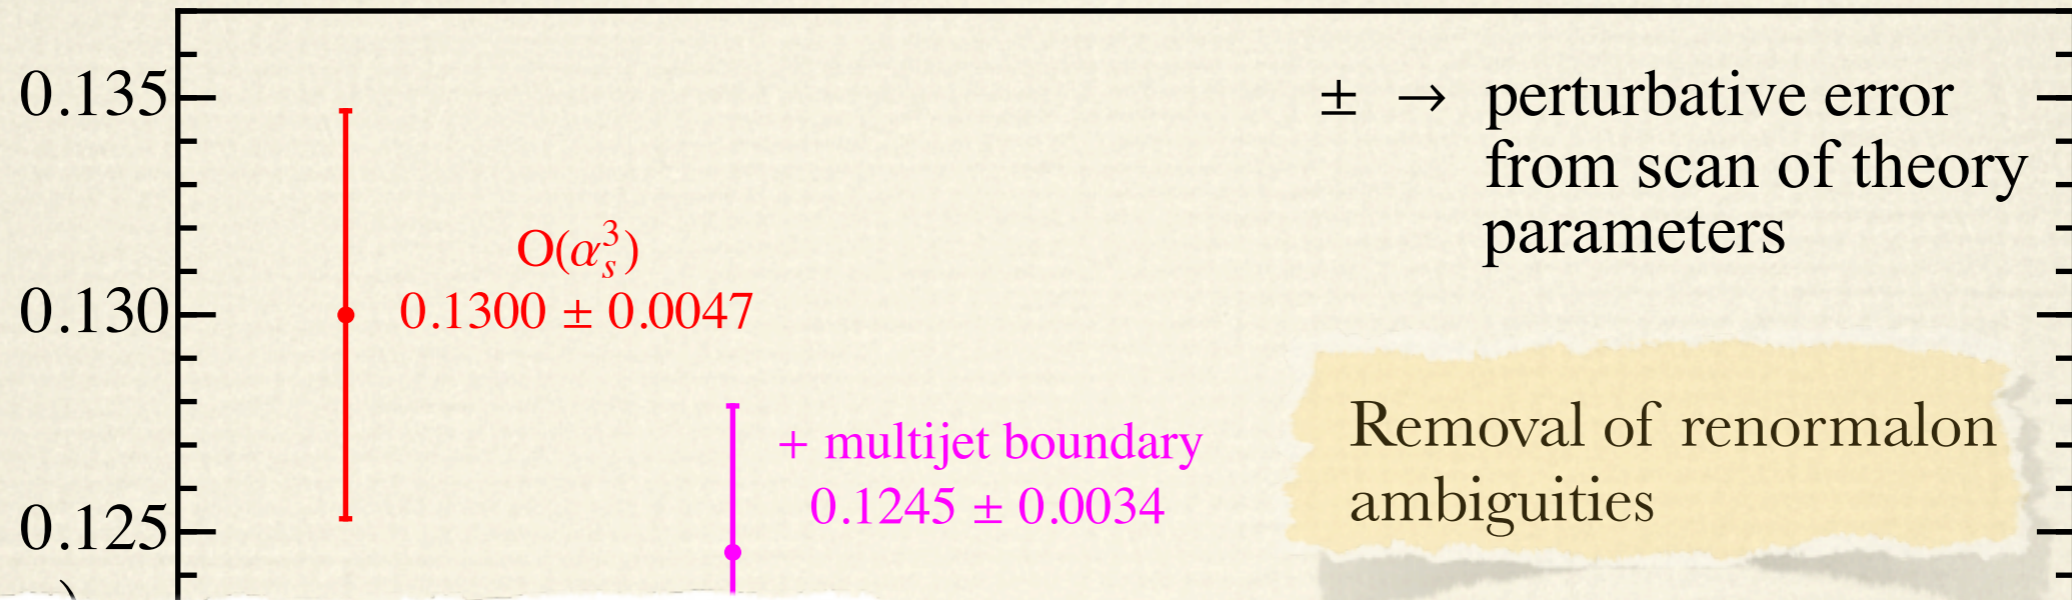 0.135
0.130
0.125
)
O(α_s^3)
0.1300 ± 0.0047
+ multijet boundary
0.1245 ± 0.0034
± → perturbative error
from scan of theory
parameters
Removal of renormalon
ambiguities